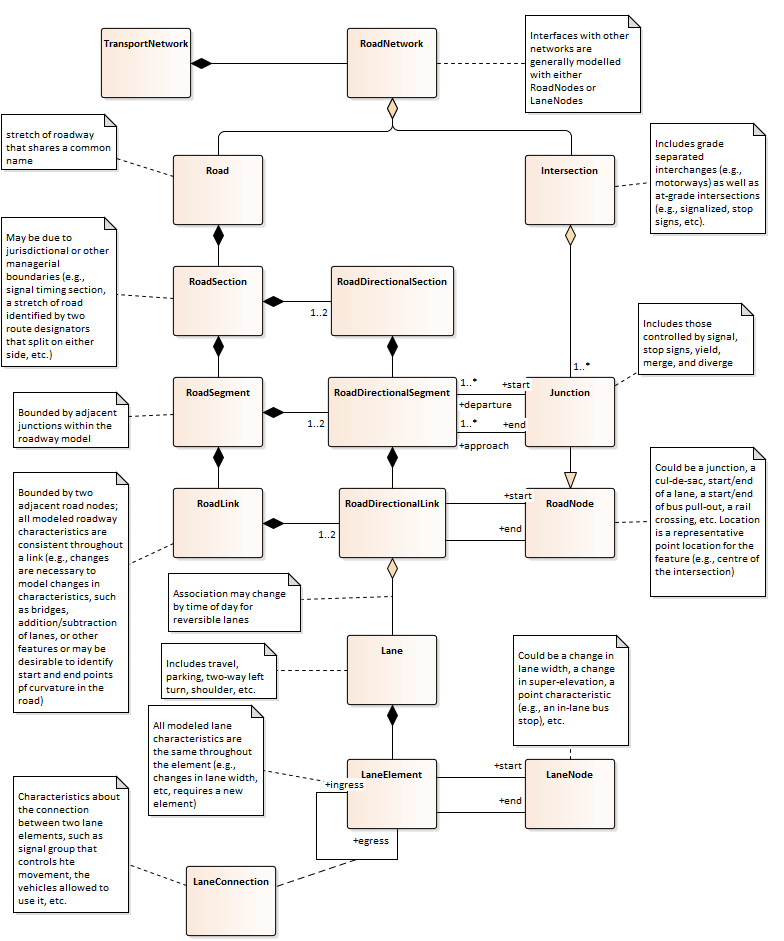 TransportNetwork
RoadNetwork
Interfaces with other
networks are
generally modelled
with either
RoadNodes or
LaneNodes
stretch of roadway
that shares a common
name
Road
Intersection
Includes grade
separated
interchanges (e.g.,
motorways) as well as
at-grade intersections
(e.g., signalized, stop
signs, etc).
May be due to
jurisdictional or other
managerial
boundaries (e.g.,
signal timing section,
a stretch of road
identified by two
route designators
that split on either
side, etc.)
RoadSection
RoadDirectionalSection
1..2
Includes those
controlled by signal,
stop signs, yield,
merge, and diverge
1..*
Bounded by adjacent
junctions within the
roadway model
RoadSegment
RoadDirectionalSegment
1..2
1..*
+start
+departure
1..*
+end
+approach
Junction
Bounded by two
adjacent road nodes;
all modeled roadway
characteristics are
consistent throughout
a link (e.g., changes
are necessary to
model changes in
characteristics, such
as bridges,
addition/subtraction
of lanes, or other
features or may be
desirable to identify
start and end points
pf curvature in the
road)
RoadLink
RoadDirectionalLink
1..2
+start
+end
RoadNode
Could be a junction, a
cul-de-sac, start/end
of a lane, a start/end
of bus pull-out, a rail
crossing, etc. Location
is a representative
point location for the
feature (e.g., centre of
the intersection)
Association may change
by time of day for
reversible lanes
Includes travel,
parking, two-way left
turn, shoulder, etc.
Lane
Could be a change in
lane width, a change
in super-elevation, a
point characteristic
(e.g., an in-lane bus
stop), etc.
All modeled lane
characteristics are
the same throughout
the element (e.g.,
changes in lane width,
etc, requires a new
element)
LaneElement
+ingress
+egress
+start
+end
LaneNode
Characteristics about
the connection
between two lane
elements, such as
signal group that
controls hte
movement, the
vehicles allowed to
use it, etc.
LaneConnection